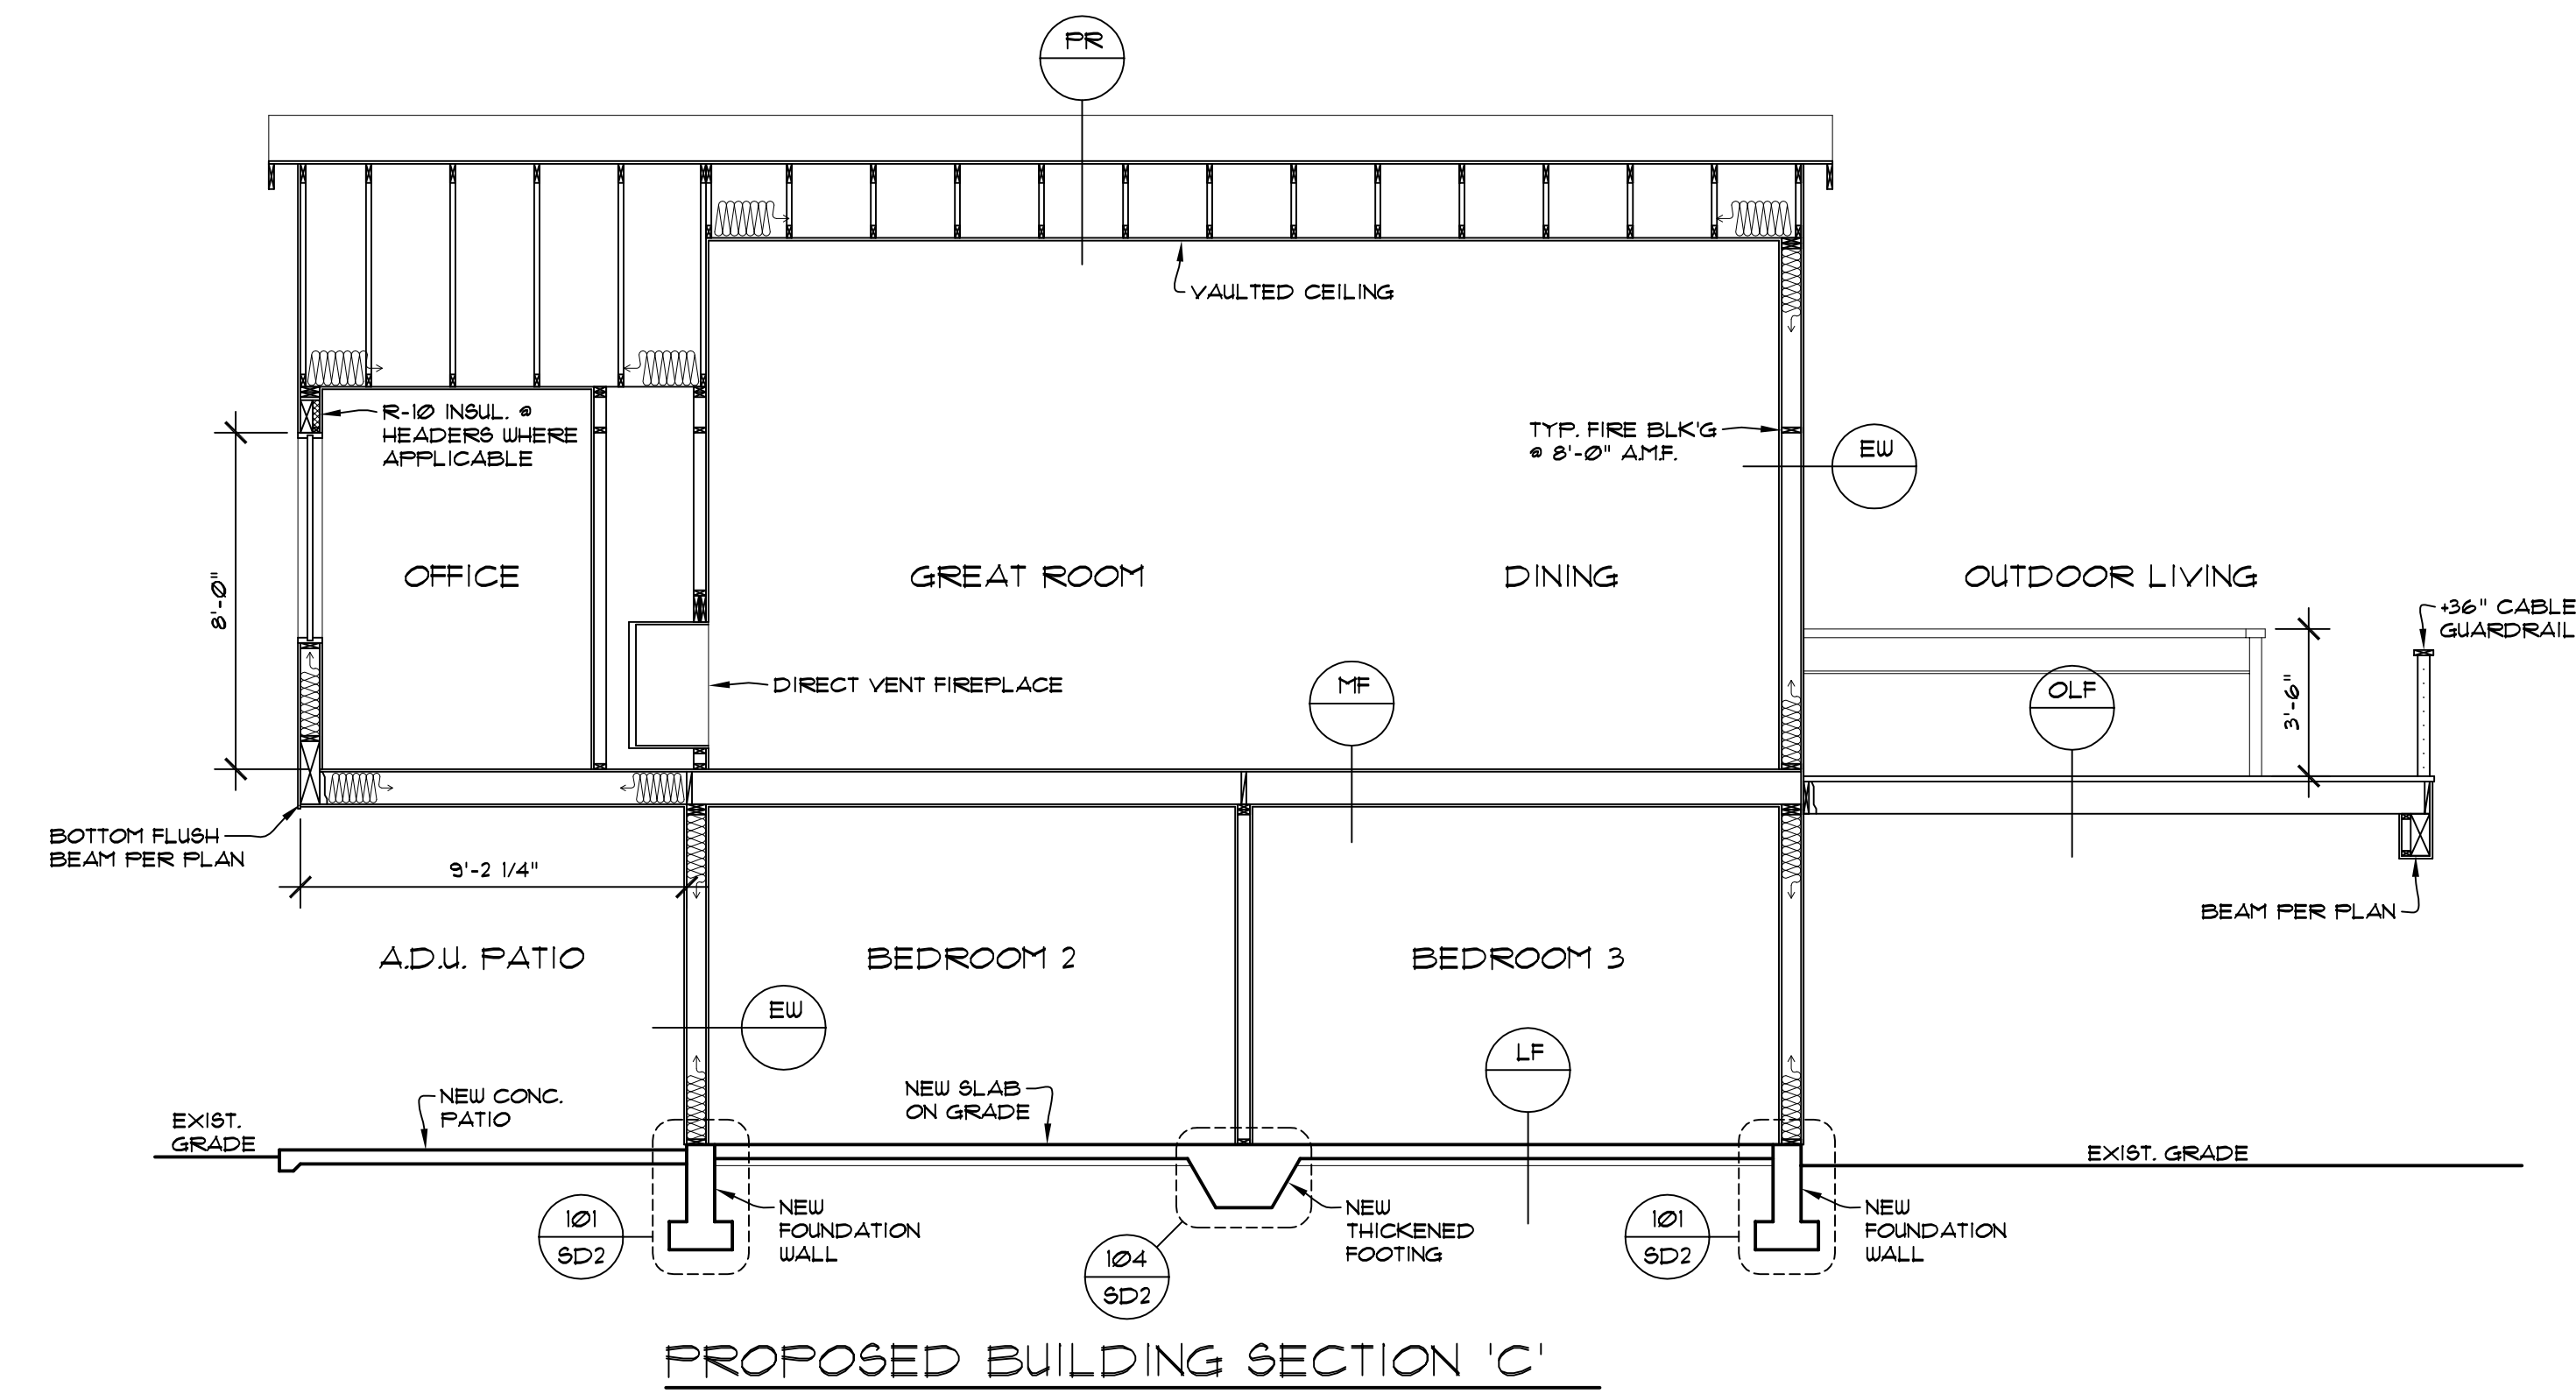 PR
VAULTED CEILING
R-10 INSUL. @
HEADERS WHERE
APPLICABLE
TYP. FIRE BLK'G
@ 8'-0" A.M.F.
EW
8'-0"
OFFICE
GREAT ROOM
DINING
OUTDOOR LIVING
+36" CABLE
GUARDRAIL
DIRECT VENT FIREPLACE
MF
OLF
3'-6"
BOTTOM FLUSH
BEAM PER PLAN
9'-2 1/4"
BEAM PER PLAN
A.D.U. PATIO
BEDROOM 2
BEDROOM 3
EW
LF
NEW CONC.
PATIO
NEW SLAB
ON GRADE
EXIST.
GRADE
EXIST. GRADE
101
SD2
NEW
FOUNDATION
WALL
104
SD2
NEW
THICKENED
FOOTING
101
SD2
NEW
FOUNDATION
WALL
PROPOSED BUILDING SECTION 'C'